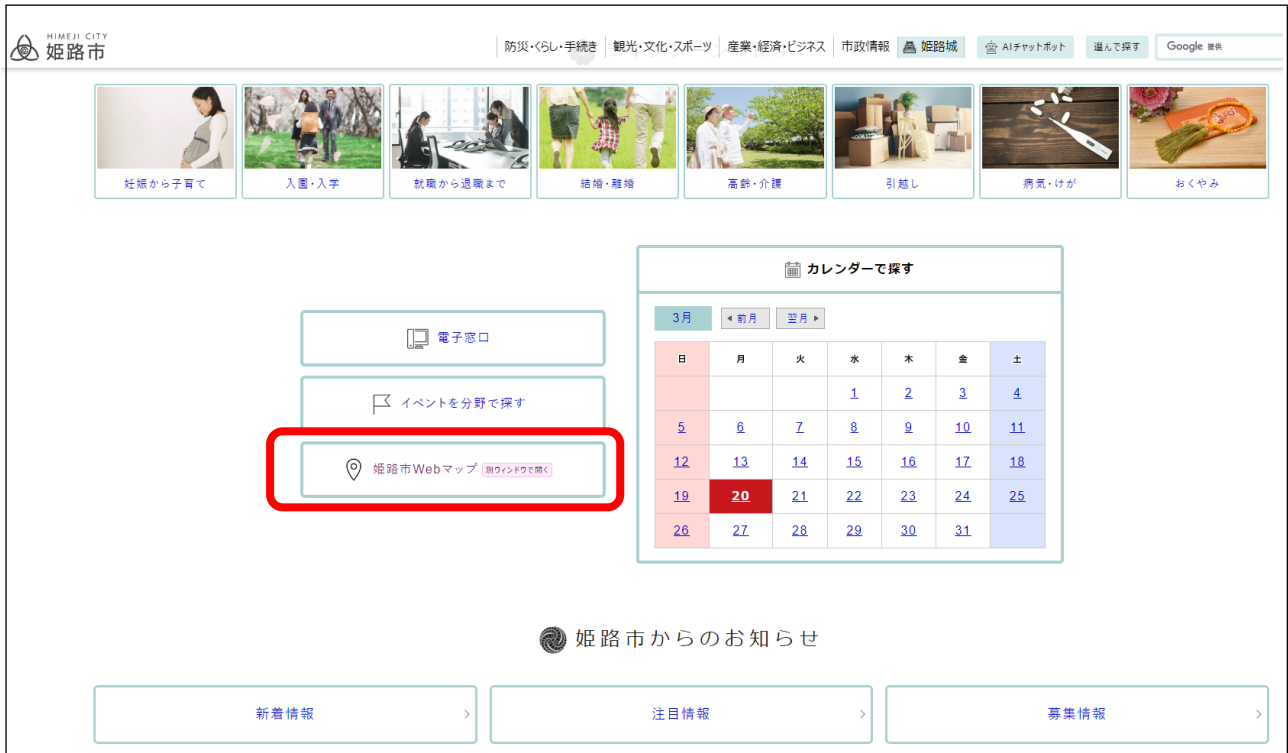 HIMEJI CITY
姫路市
防災・くらし・手続き 観光・文化・スポーツ 産業・経済・ビジネス 市政情報 姫路城 AIチャットボット 選んで探す Google 提供
妊娠から子育て 入園・入学 就職から退職まで 結婚・離婚 高齢・介護 引越し 病気・けが おくやみ
カレンダーで探す
3月 前月 翌月
電子窓口
イベントを分野で探す
姫路市Webマップ 別ウィンドウで開く
日 月 火 水 木 金 土
1 2 3 4
5 6 7 8 9 10 11
12 13 14 15 16 17 18
19 20 21 22 23 24 25
26 27 28 29 30 31
姫路市からのお知らせ
新着情報 注目情報 募集情報